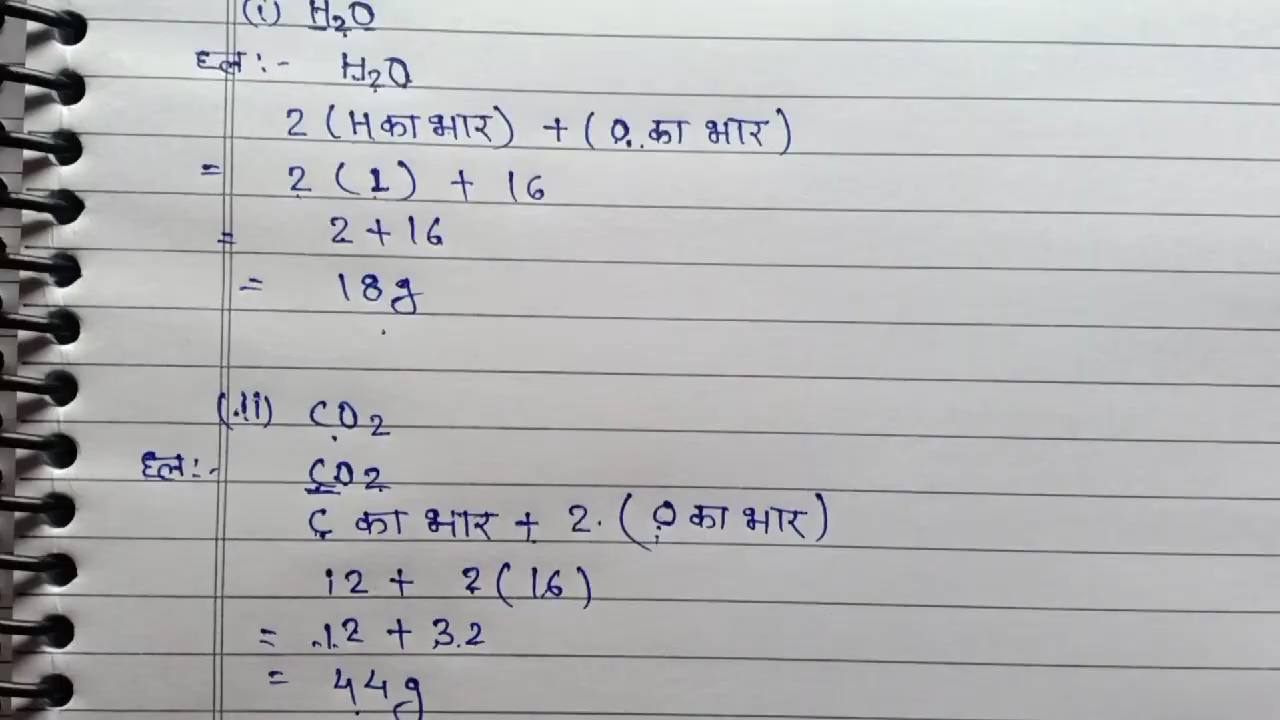 (i) H₂O
हल :- H₂O
2 (H का भार) + (O का भार)
= 2 (1) + 16
= 2 + 16
= 18g
(ii) CO₂
हल :- CO₂
C का भार + 2. (O का भार)
12 + 2 (16)
= 12 + 32
= 44g